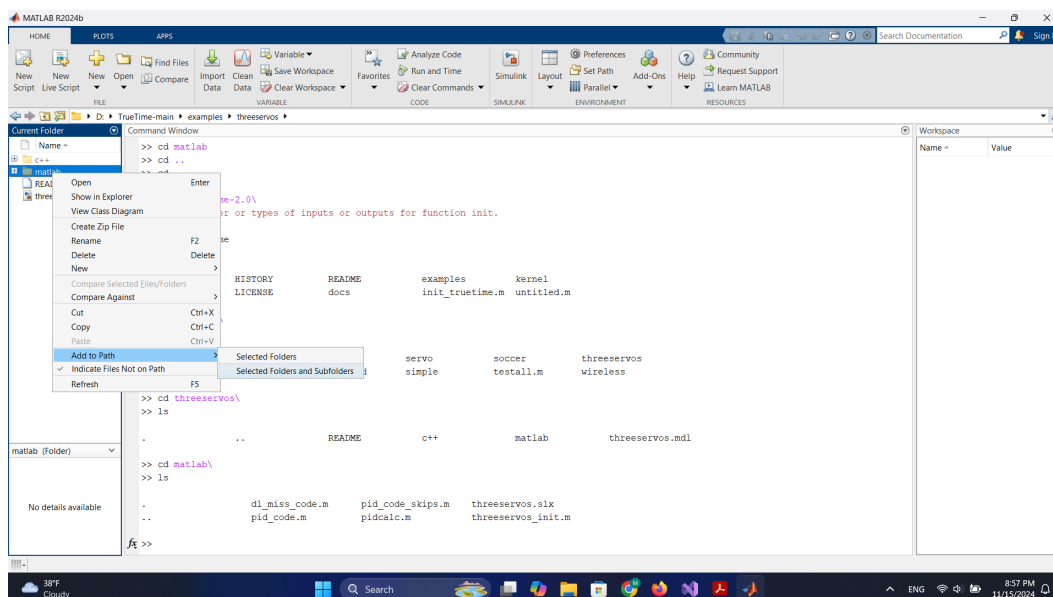 MATLAB R2024b
HOME PLOTS APPS
Search Documentation
Sign
New Script
New Live Script
New
Open
Find Files
Compare
Import Data
Clean Data
Variable
Save Workspace
Clear Workspace
Favorites
Analyze Code
Run and Time
Clear Commands
Simulink
Layout
Preferences
Set Path
Parallel
Add-Ons
Help
Community
Request Support
Learn MATLAB
FILE VARIABLE CODE SIMULINK ENVIRONMENT RESOURCES
D: TrueTime-main examples threeservos
Current Folder
Name
c++
matlab
READ
three
Open Enter
Show in Explorer
View Class Diagram
Create Zip File
Rename F2
Delete Delete
New
Compare Selected Files/Folders
Compare Against
Cut Ctrl+X
Copy Ctrl+C
Paste Ctrl+V
Add to Path
Indicate Files Not on Path
Refresh F5
Selected Folders
Selected Folders and Subfolders
matlab (Folder)
No details available
Command Window
>> cd matlab
>> cd ..
>> cd
me-2.0\
er or types of inputs or outputs for function init.
me
HISTORY README examples kernel
LICENSE docs init_truetime.m untitled.m
\
servo soccer threeservos
simple testall.m wireless
>> cd threeservos\
>> ls
. .. README c++ matlab threeservos.mdl
>> cd matlab\
>> ls
. dl_miss_code.m pid_code_skips.m threeservos.slx
.. pid_code.m pidcalc.m threeservos_init.m
fx >>
Workspace
Name Value
38°F
Cloudy
Search
ENG
8:57 PM
11/15/2024